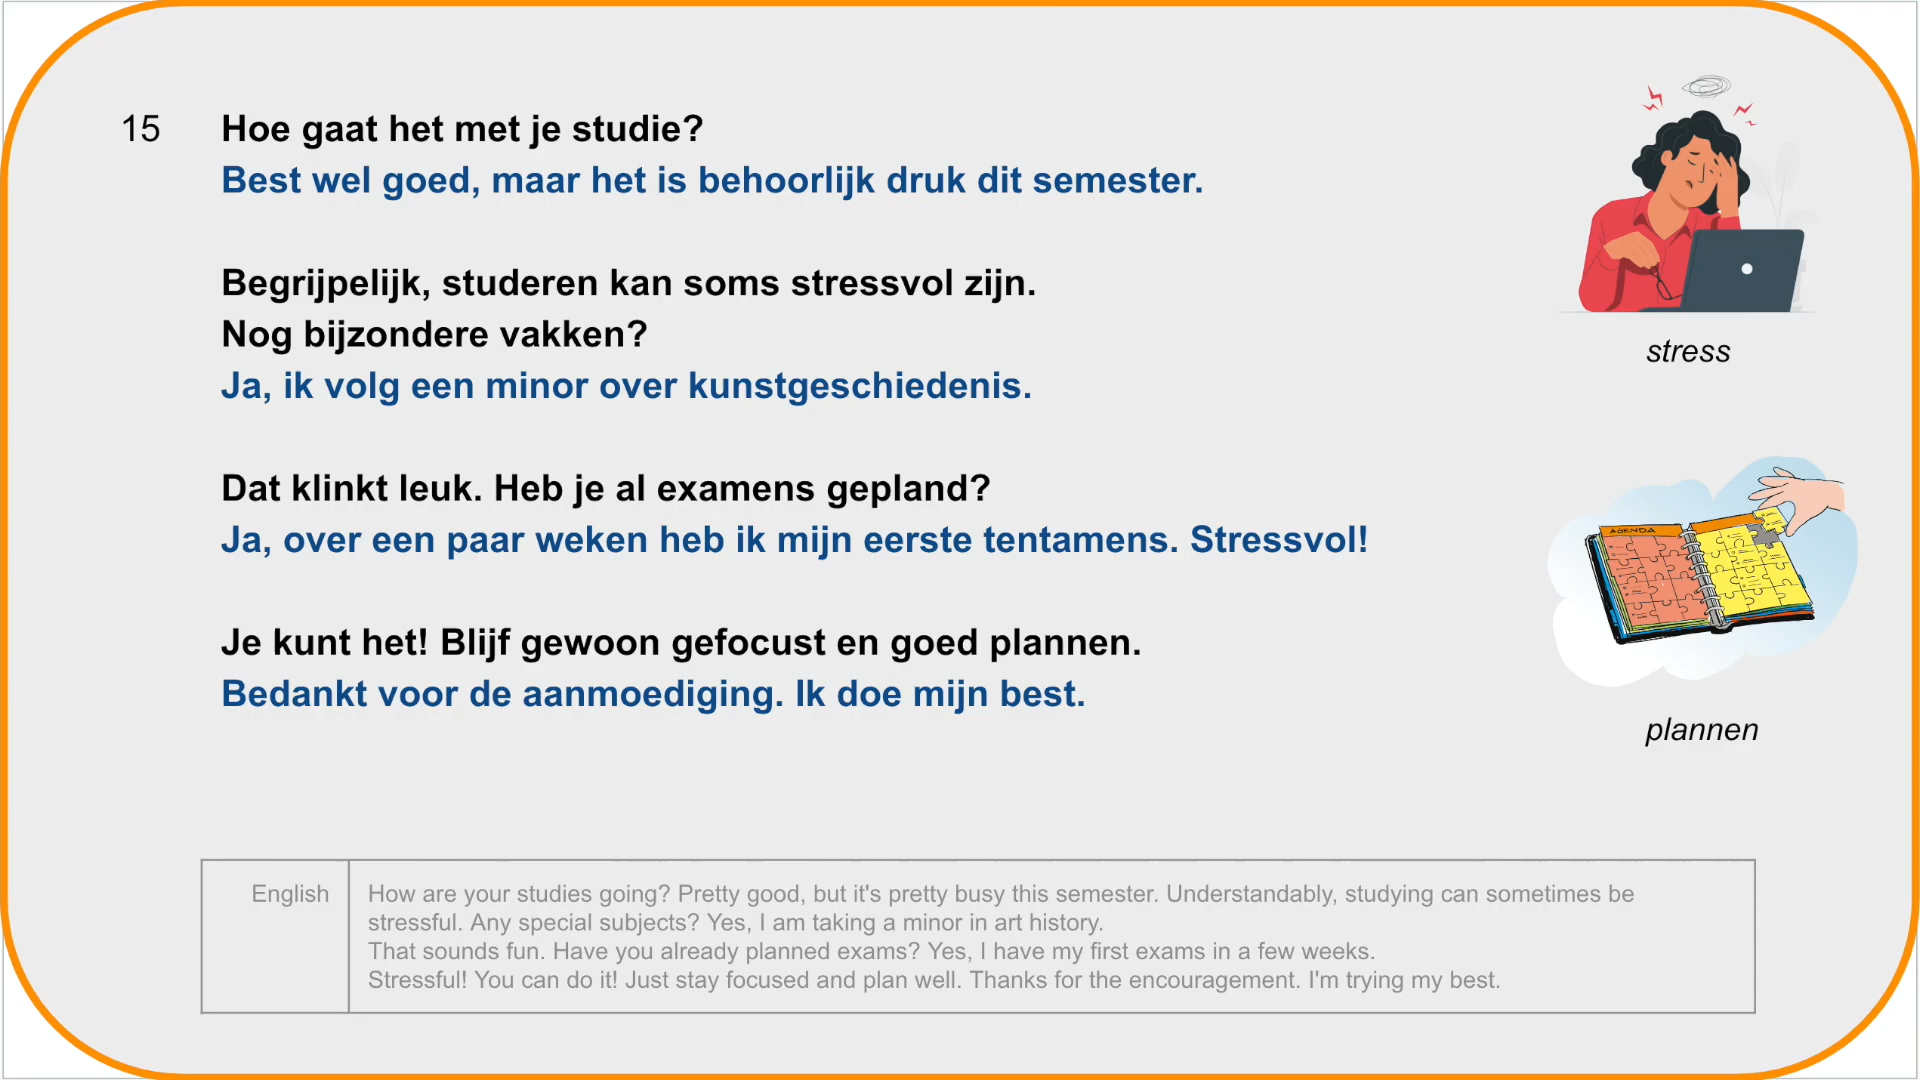 15
Hoe gaat het met je studie?
Best wel goed, maar het is behoorlijk druk dit semester.
Begrijpelijk, studeren kan soms stressvol zijn.
Nog bijzondere vakken?
Ja, ik volg een minor over kunstgeschiedenis.
Dat klinkt leuk. Heb je al examens gepland?
Ja, over een paar weken heb ik mijn eerste tentamens. Stressvol!
Je kunt het! Blijf gewoon gefocust en goed plannen.
Bedankt voor de aanmoediging. Ik doe mijn best.
stress
AGENDA
plannen
English
How are your studies going? Pretty good, but it's pretty busy this semester. Understandably, studying can sometimes be
stressful. Any special subjects? Yes, I am taking a minor in art history.
That sounds fun. Have you already planned exams? Yes, I have my first exams in a few weeks.
Stressful! You can do it! Just stay focused and plan well. Thanks for the encouragement. I'm trying my best.